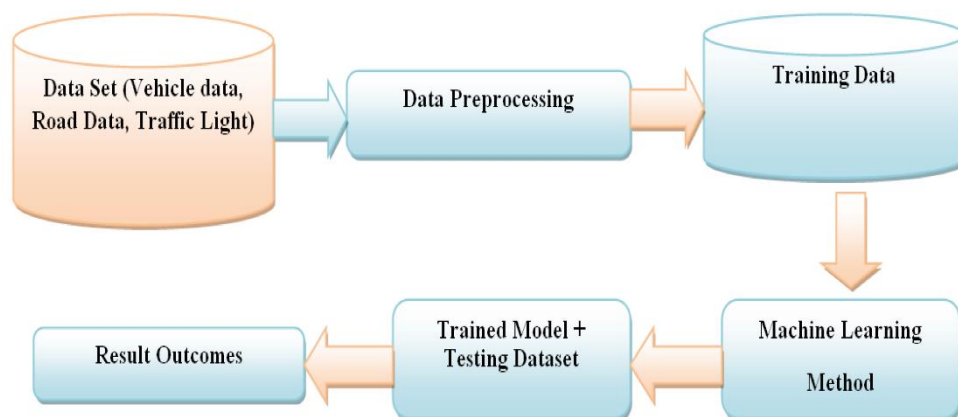 Data Set (Vehicle data,
Road Data, Traffic Light)
Data Preprocessing
Training Data
Machine Learning
Method
Trained Model +
Testing Dataset
Result Outcomes